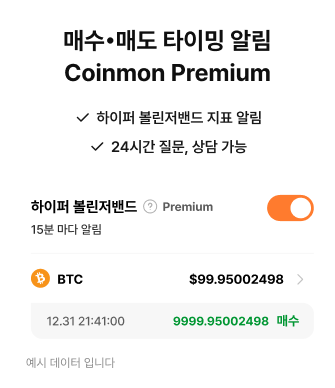 매수•매도 타이밍 알림
Coinmon Premium
하이퍼 볼린저밴드 지표 알림
24시간 질문, 상담 가능
하이퍼 볼린저밴드 ? Premium
15분 마다 알림
BTC $99.95002498
12.31 21:41:00 9999.95002498 매수
예시 데이터 입니다